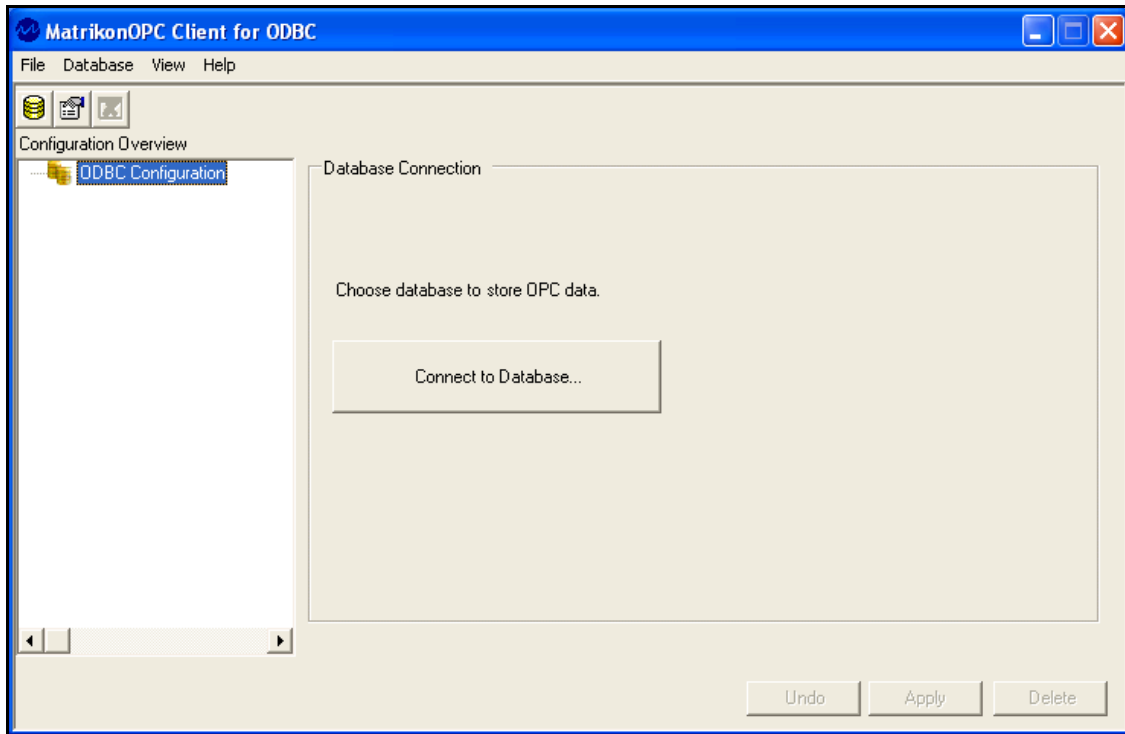 MatrikonOPC Client for ODBC
File Database View Help
Configuration Overview
ODBC Configuration
Database Connection
Choose database to store OPC data.
Connect to Database...
Undo Apply Delete